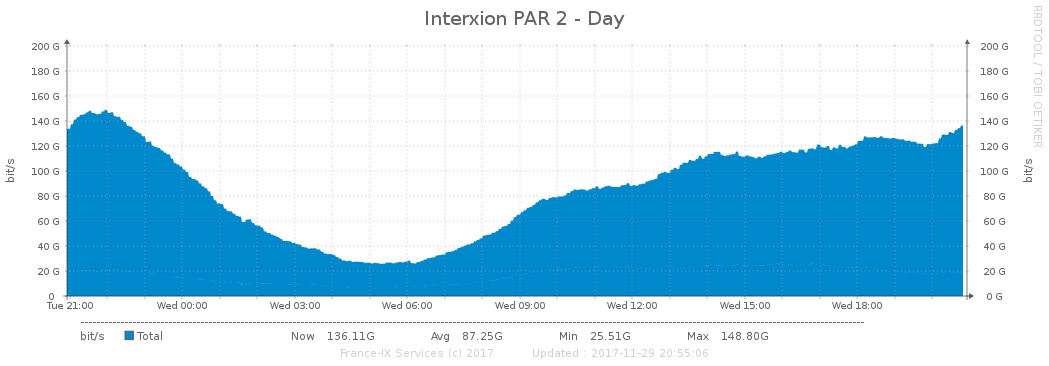 Interxion PAR 2 - Day
RRDTOOL / TOBI OETIKER
bit/s
200 G 200 G
180 G 180 G
160 G 160 G
140 G 140 G
120 G 120 G
100 G 100 G
80 G 80 G
60 G 60 G
40 G 40 G
20 G 20 G
0 0 G
bit/s
Tue 21:00 Wed 00:00 Wed 03:00 Wed 06:00 Wed 09:00 Wed 12:00 Wed 15:00 Wed 18:00
bit/s Total Now 136.11G Avg 87.25G Min 25.51G Max 148.80G
France-IX Services (c) 2017 Updated : 2017-11-29 20:55:06